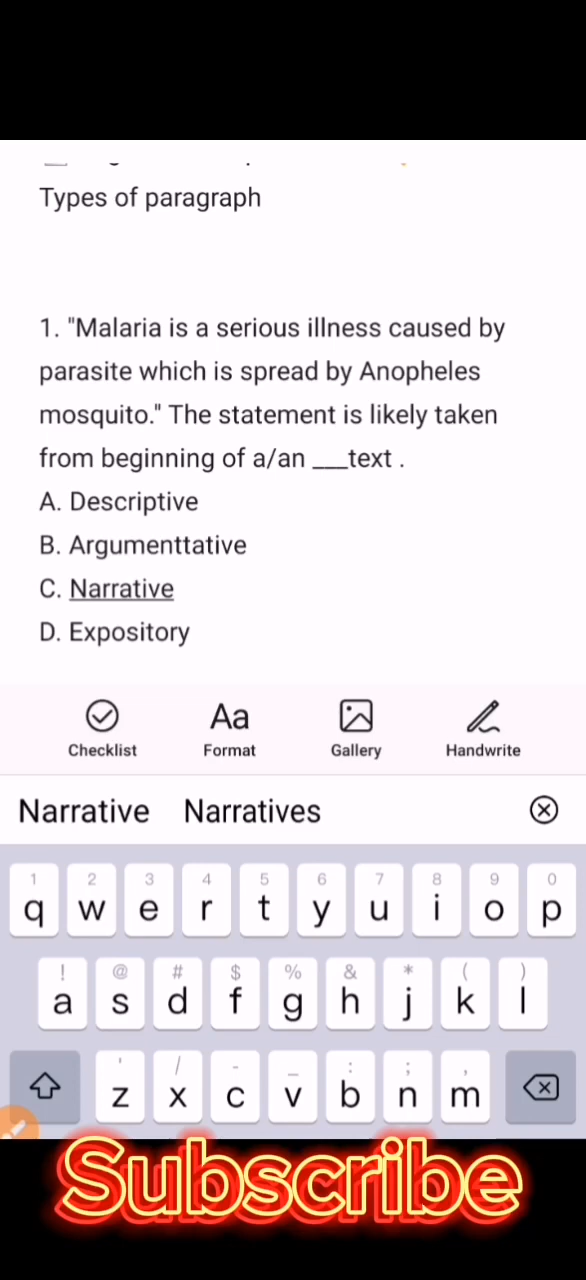 Types of paragraph
1. "Malaria is a serious illness caused by
parasite which is spread by Anopheles
mosquito." The statement is likely taken
from beginning of a/an ___text .
A. Descriptive
B. Argumenttative
C. Narrative
D. Expository
Checklist
Aa
Format
Gallery
Handwrite
Narrative Narratives
1 2 3 4 5 6 7 8 9 0
q w e r t y u i o p
! @ # $ % & * ( )
a s d f g h j k l
' / - _ : ; ,
z x c v b n m
Subscribe